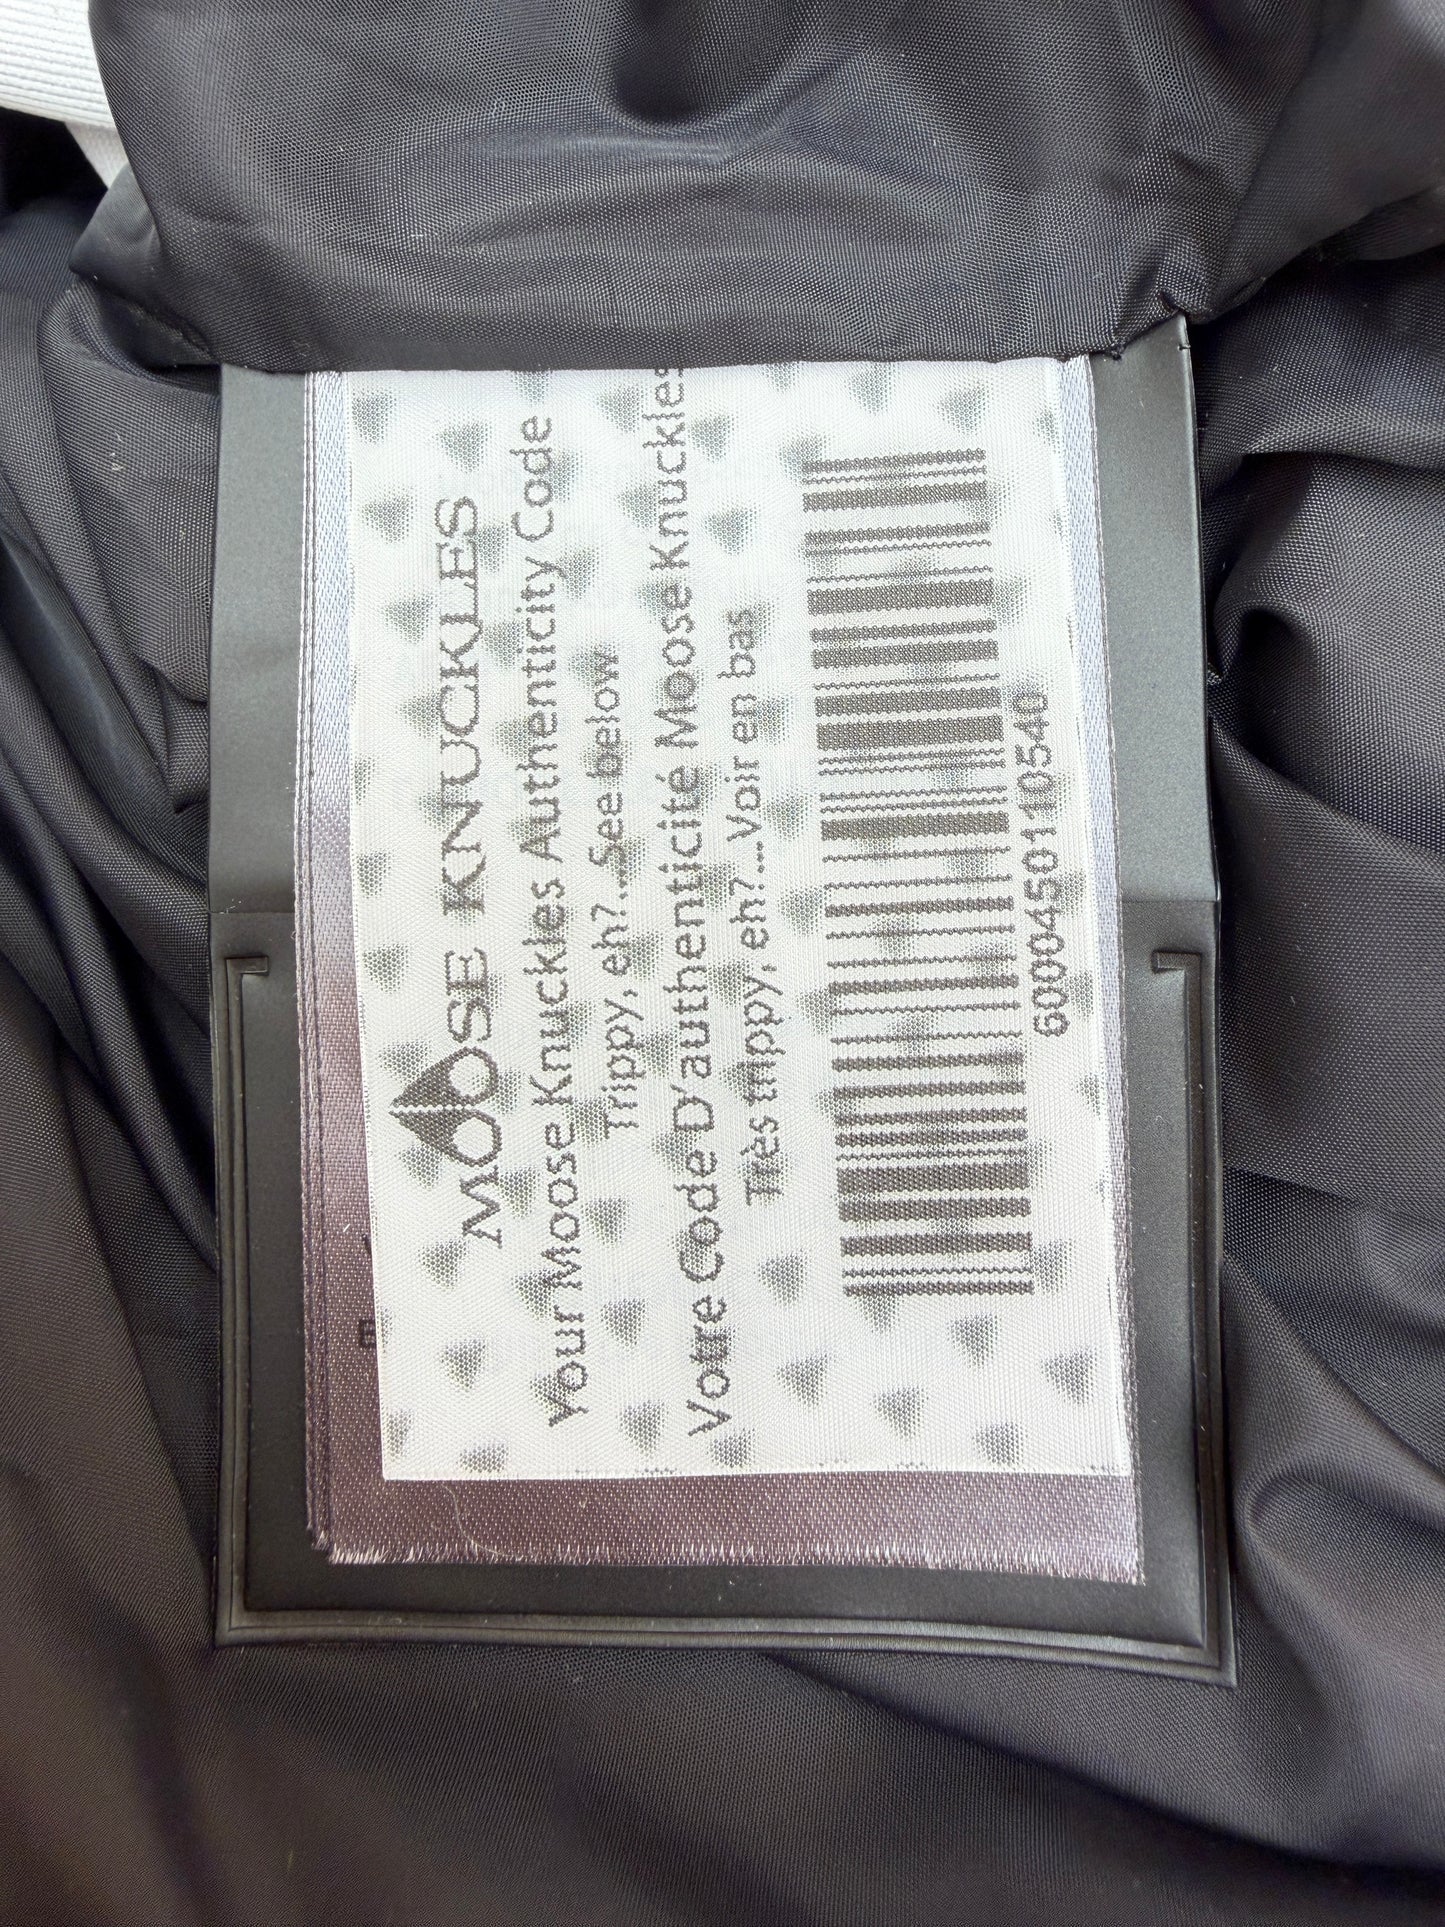 MOOSE KNUCKLES
Your Moose Knuckles Authenticity Code
Trippy, eh?...See below
Votre Code D'authenticité Moose Knuckles
Très trippy, eh?...Voir en bas
6000450110540